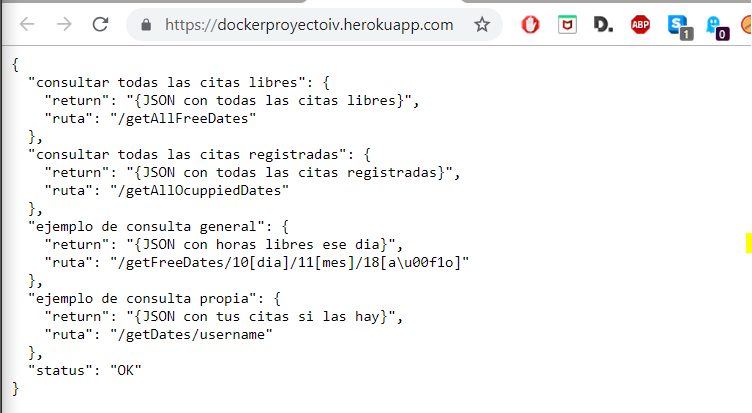 https://dockerproyectoiv.herokuapp.com
D.
ABP
1
0
{
"consultar todas las citas libres": {
"return": "{JSON con todas las citas libres}",
"ruta": "/getAllFreeDates"
},
"consultar todas las citas registradas": {
"return": "{JSON con todas las citas registradas}",
"ruta": "/getAllOcuppiedDates"
},
"ejemplo de consulta general": {
"return": "{JSON con horas libres ese dia}",
"ruta": "/getFreeDates/10[dia]/11[mes]/18[a\u00f1o]"
},
"ejemplo de consulta propia": {
"return": "{JSON con tus citas si las hay}",
"ruta": "/getDates/username"
},
"status": "OK"
}